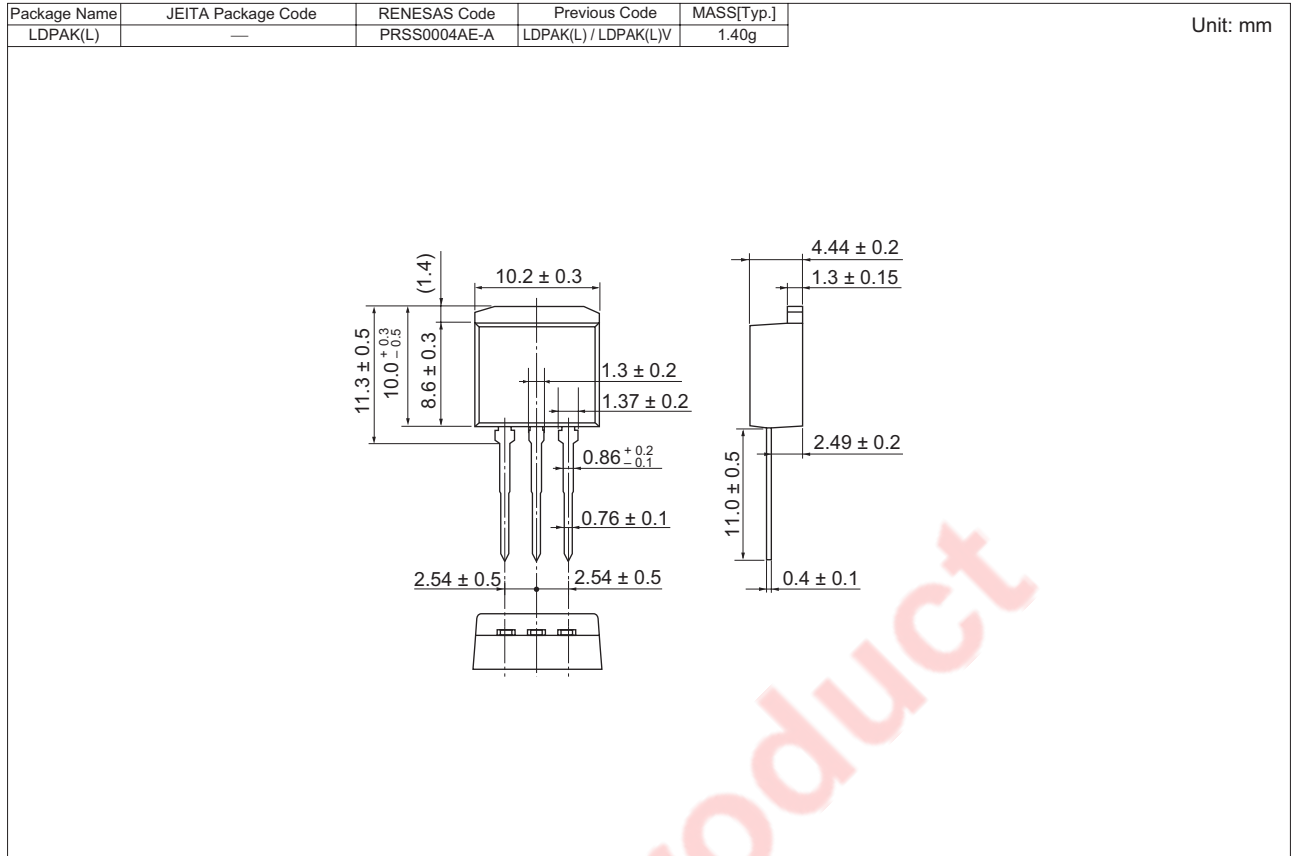 Package Name JEITA Package Code RENESAS Code Previous Code MASS[Typ.]
LDPAK(L) — PRSS0004AE-A LDPAK(L) / LDPAK(L)V 1.40g
Unit: mm
4.44 ± 0.2
1.3 ± 0.15
(1.4)
10.2 ± 0.3
11.3 ± 0.5
10.0 + 0.3 – 0.5
8.6 ± 0.3
1.3 ± 0.2
1.37 ± 0.2
2.49 ± 0.2
0.86 + 0.2 – 0.1
11.0 ± 0.5
0.76 ± 0.1
2.54 ± 0.5
2.54 ± 0.5
0.4 ± 0.1
oduct